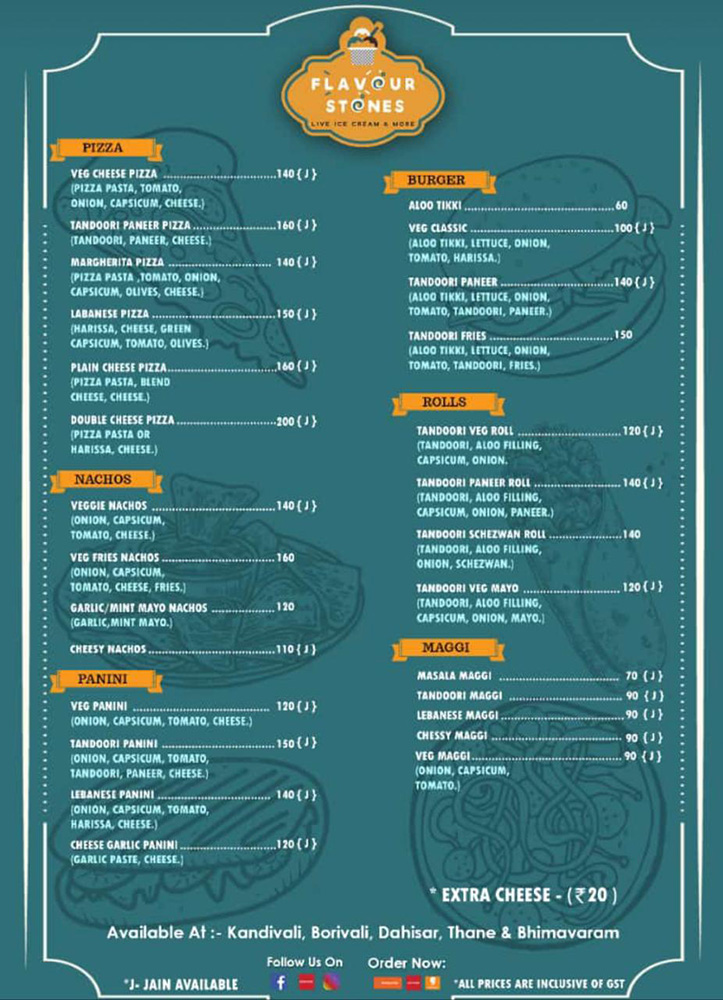 FLAVOUR
STONES
LIVE ICE CREAM & MORE
PIZZA
VEG CHEESE PIZZA ..............................140 { J }
(PIZZA PASTA, TOMATO,
ONION, CAPSICUM, CHEESE.)
TANDOORI PANEER PIZZA ......................160 { J }
(TANDOORI, PANEER, CHEESE.)
MARGHERITA PIZZA ........................... 140 { J }
(PIZZA PASTA ,TOMATO, ONION,
CAPSICUM, OLIVES, CHEESE.)
LABANESE PIZZA ................................150 { J }
(HARISSA, CHEESE, GREEN
CAPSICUM, TOMATO, OLIVES.)
PLAIN CHEESE PIZZA............................160 { J }
(PIZZA PASTA, BLEND
CHEESE, CHEESE.)
DOUBLE CHEESE PIZZA..........................200 { J }
(PIZZA PASTA OR
HARISSA, CHEESE.)
NACHOS
VEGGIE NACHOS .................................140 { J }
(ONION, CAPSICUM,
TOMATO, CHEESE.)
VEG FRIES NACHOS .............................160
(ONION, CAPSICUM,
TOMATO, CHEESE, FRIES.)
GARLIC/MINT MAYO NACHOS ................120
(GARLIC,MINT MAYO.)
CHEESY NACHOS.................................110 { J }
PANINI
VEG PANINI .................................... 120 { J }
(ONION, CAPSICUM, TOMATO, CHEESE.)
TANDOORI PANINI ..............................150 { J }
(ONION, CAPSICUM, TOMATO,
TANDOORI, PANEER, CHEESE.)
LEBANESE PANINI .............................. 140 { J }
(ONION, CAPSICUM, TOMATO,
HARISSA, CHEESE.)
CHEESE GARLIC PANINI .........................120 { J }
(GARLIC PASTE, CHEESE.)
BURGER
ALOO TIKKI ........................................60
VEG CLASSIC .......................................100 { J }
(ALOO TIKKI, LETTUCE, ONION,
TOMATO, HARISSA.)
TANDOORI PANEER ..............................140 { J }
(ALOO TIKKI, LETTUCE, ONION,
TOMATO, TANDOORI, PANEER.)
TANDOORI FRIES .................................150
(ALOO TIKKI, LETTUCE, ONION,
TOMATO, TANDOORI, FRIES.)
ROLLS
TANDOORI VEG ROLL ...........................120 { J }
(TANDOORI, ALOO FILLING,
CAPSICUM, ONION.
TANDOORI PANEER ROLL .......................140 { J }
(TANDOORI, ALOO FILLING,
CAPSICUM, ONION, PANEER.)
TANDOORI SCHEZWAN ROLL ...................140
(TANDOORI, ALOO FILLING,
ONION, SCHEZWAN.)
TANDOORI VEG MAYO ..........................120 { J }
(TANDOORI, ALOO FILLING,
CAPSICUM, ONION, MAYO.)
MAGGI
MASALA MAGGI ................................ 70 { J }
TANDOORI MAGGI ............................. 90 { J }
LEBANESE MAGGI................................ 90 { J }
CHESSY MAGGI .................................. 90 { J }
VEG MAGGI....................................... 90 { J }
(ONION, CAPSICUM,
TOMATO.)
* EXTRA CHEESE - (₹20 )
Available At :- Kandivali, Borivali, Dahisar, Thane & Bhimavaram
Follow Us On Order Now:
*J- JAIN AVAILABLE *ALL PRICES ARE INCLUSIVE OF GST